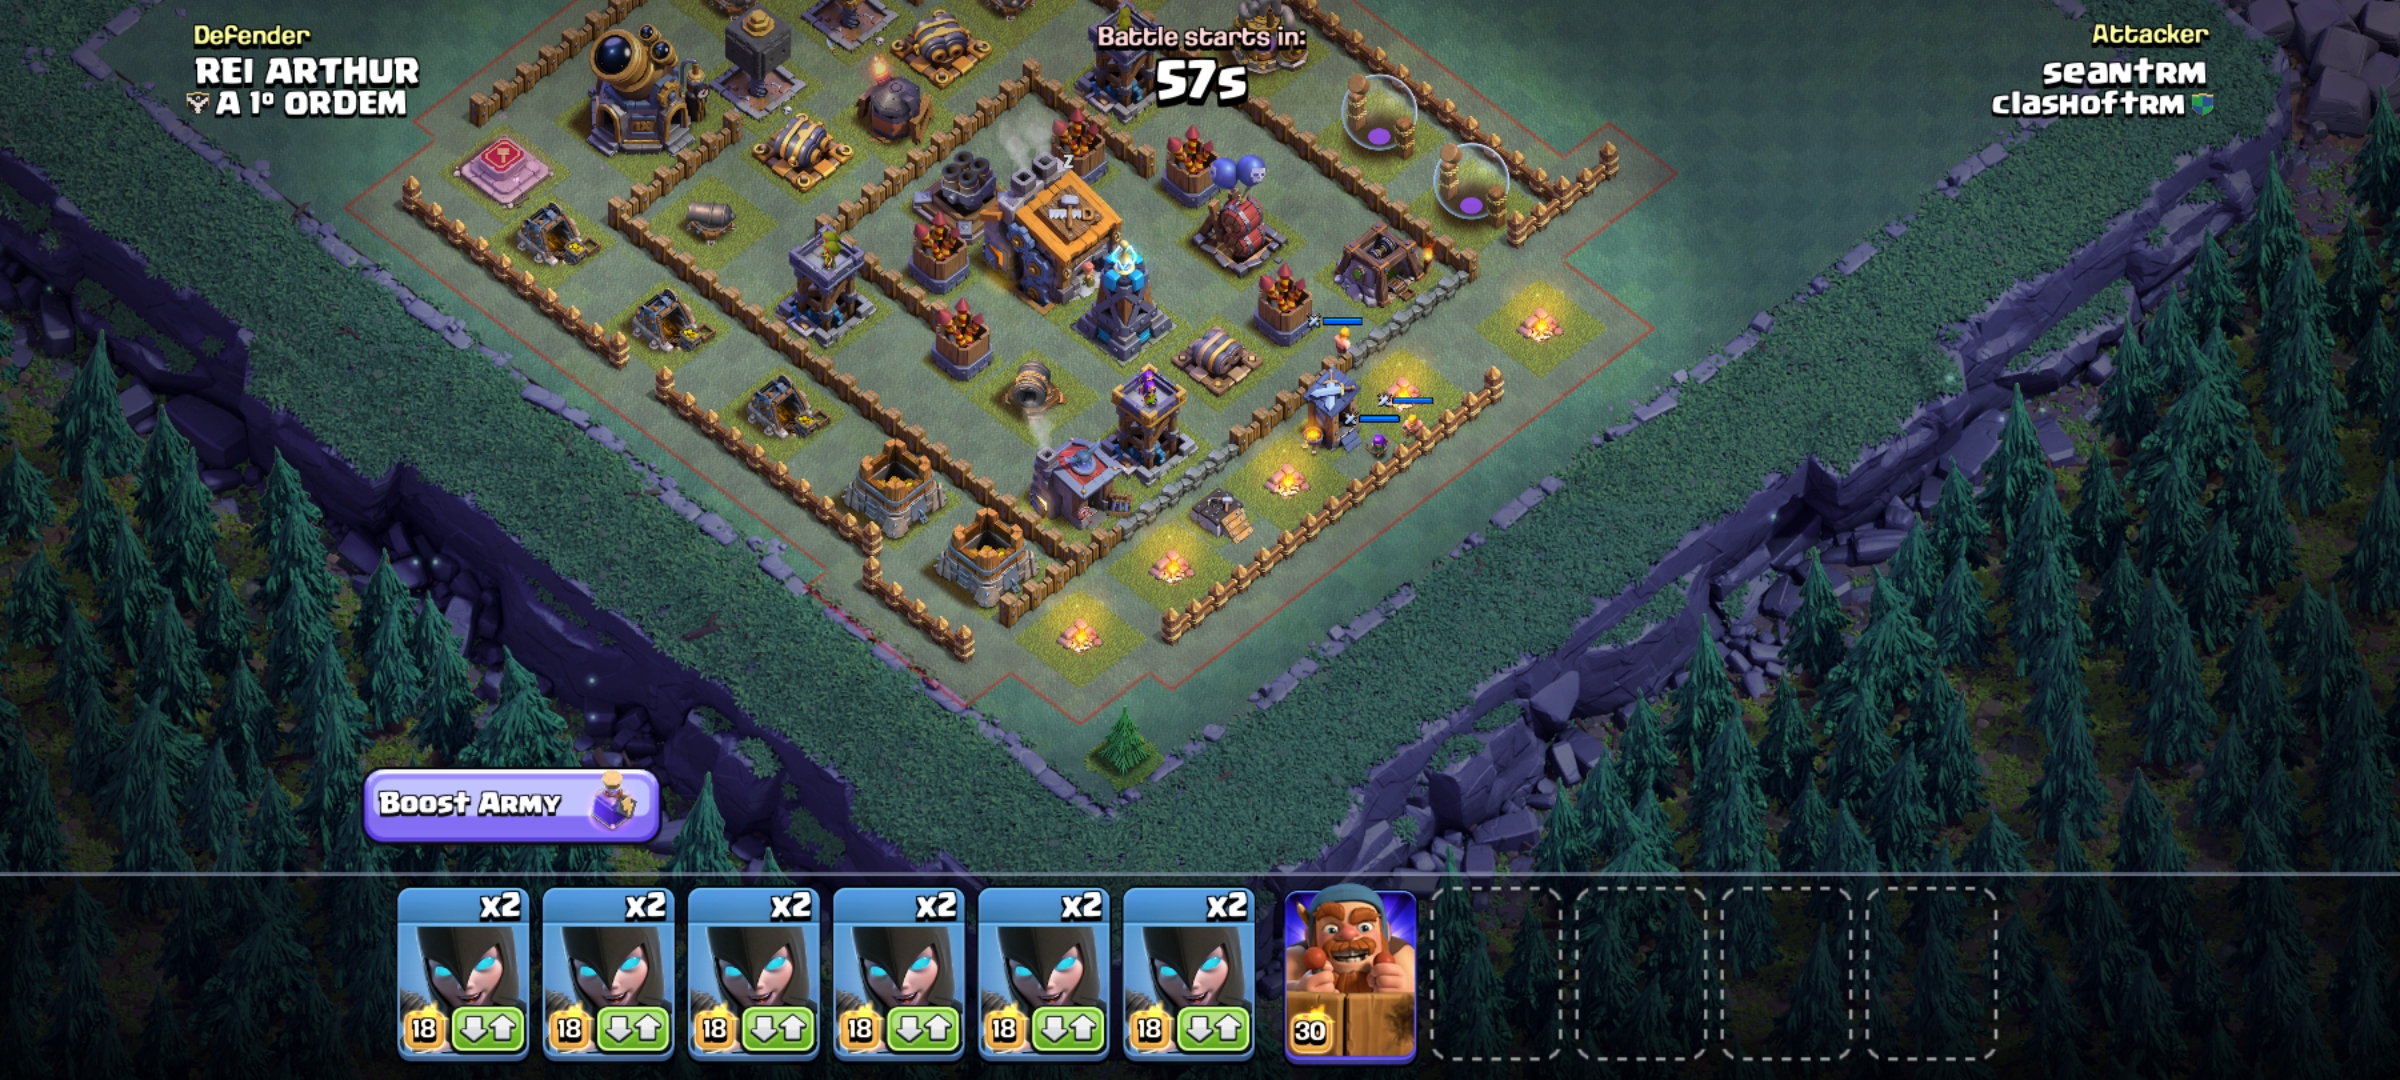 Defender
REI ARTHUR
A 1º ORDEM
Battle starts in:
57s
Attacker
seantRM
clashoftRM
z
Boost Army
x2
x2
x2
x2
x2
x2
18
18
18
18
18
18
30